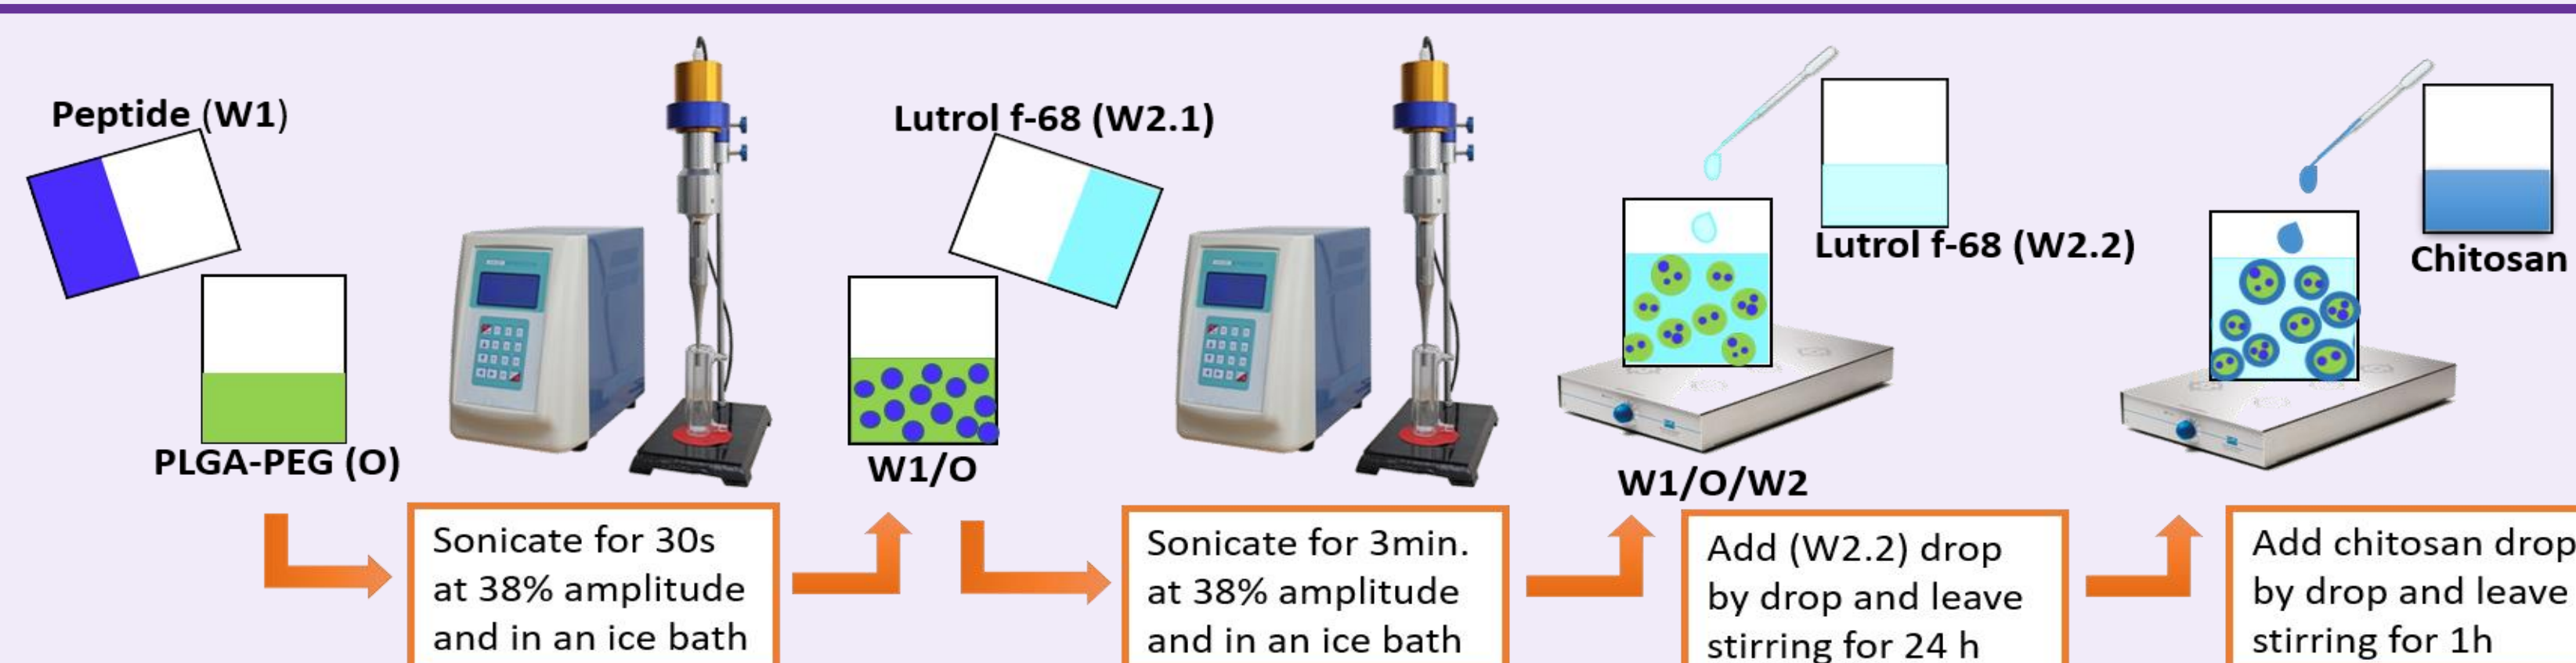 Peptide (W1)
PLGA-PEG (O)
Sonicate for 30s
at 38% amplitude
and in an ice bath
Lutrol f-68 (W2.1)
W1/O
Sonicate for 3min.
at 38% amplitude
and in an ice bath
W1/O/W2
Lutrol f-68 (W2.2)
Add (W2.2) drop
by drop and leave
stirring for 24 h
Chitosan
Add chitosan drop
by drop and leave
stirring for 1h